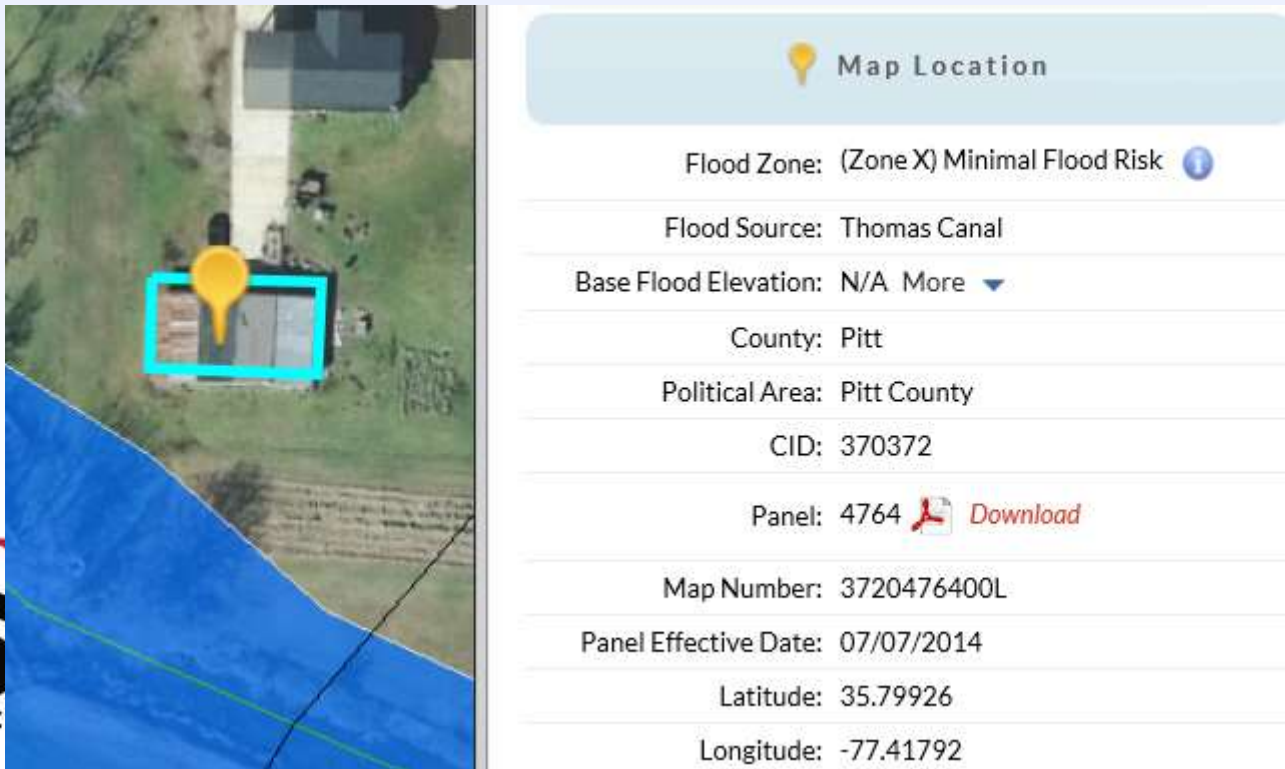 Map Location
Flood Zone: (Zone X) Minimal Flood Risk
Flood Source: Thomas Canal
Base Flood Elevation: N/A More
County: Pitt
Political Area: Pitt County
CID: 370372
Panel: 4764 Download
Map Number: 3720476400L
Panel Effective Date: 07/07/2014
Latitude: 35.79926
Longitude: -77.41792